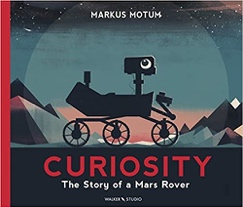 MARKUS MOTUM
CURIOSITY
The Story of a Mars Rover
WALKER STUDIO